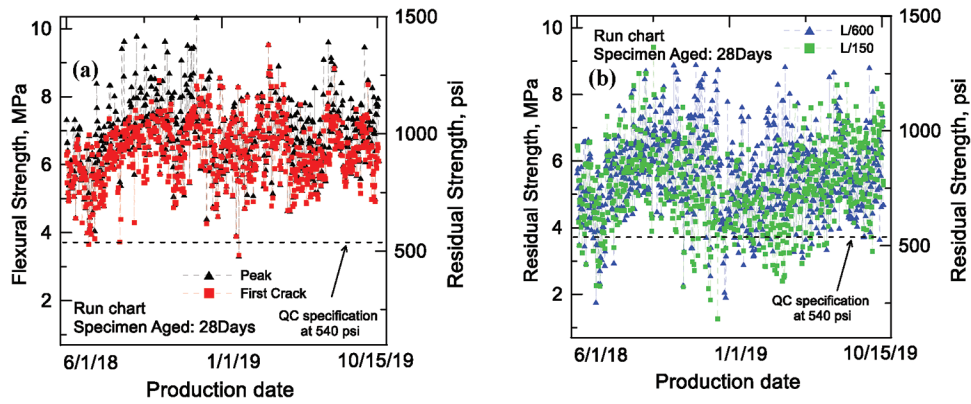 (a)
Run chart
Specimen Aged: 28Days
Flexural Strength, MPa
10
8
6
4
2
Residual Strength, psi
1500
1000
500
Peak
First Crack
QC specification
at 540 psi
Run chart
Specimen Aged: 28Days
6/1/18
1/1/19
10/15/19
Production date
(b)
L/600
L/150
Residual Strength, MPa
10
8
6
4
2
Residual Strength, psi
1500
1000
500
QC specification
at 540 psi
6/1/18
1/1/19
10/15/19
Production date